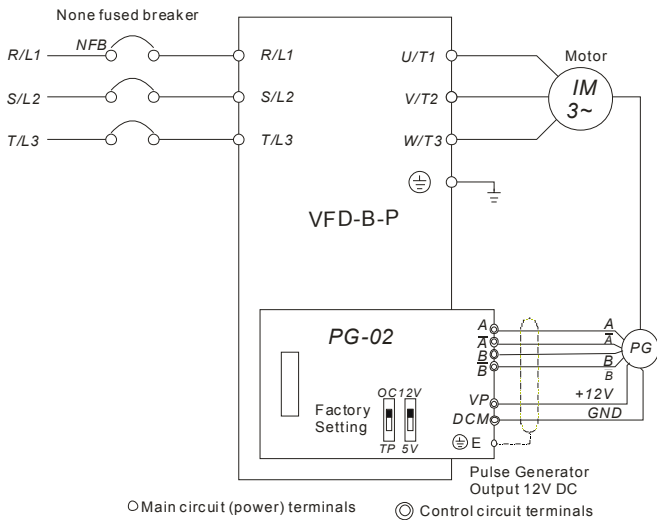 None fused breaker
R/L1 NFB R/L1 U/T1 Motor
S/L2 S/L2 V/T2 IM 3~
T/L3 T/L3 W/T3
VFD-B-P
PG-02
A A
A̅ A̅
B B
B̅ B
PG
OC 12V
Factory
Setting
TP 5V
VP +12V
DCM GND
E
Pulse Generator
Output 12V DC
Main circuit (power) terminals
Control circuit terminals